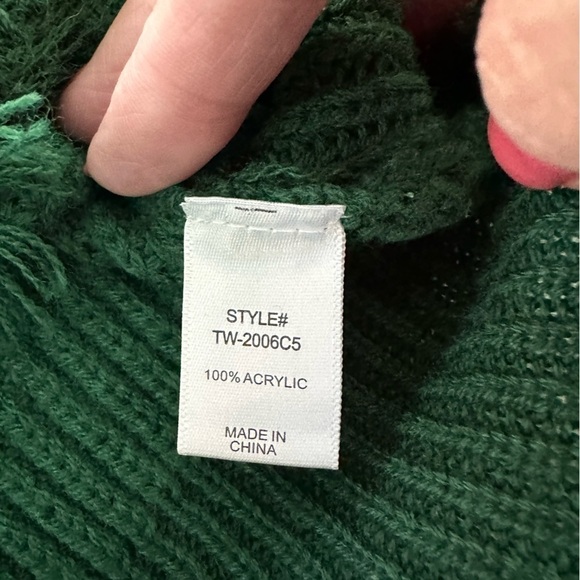 STYLE#
TW-2006C5
100% ACRYLIC
MADE IN
CHINA